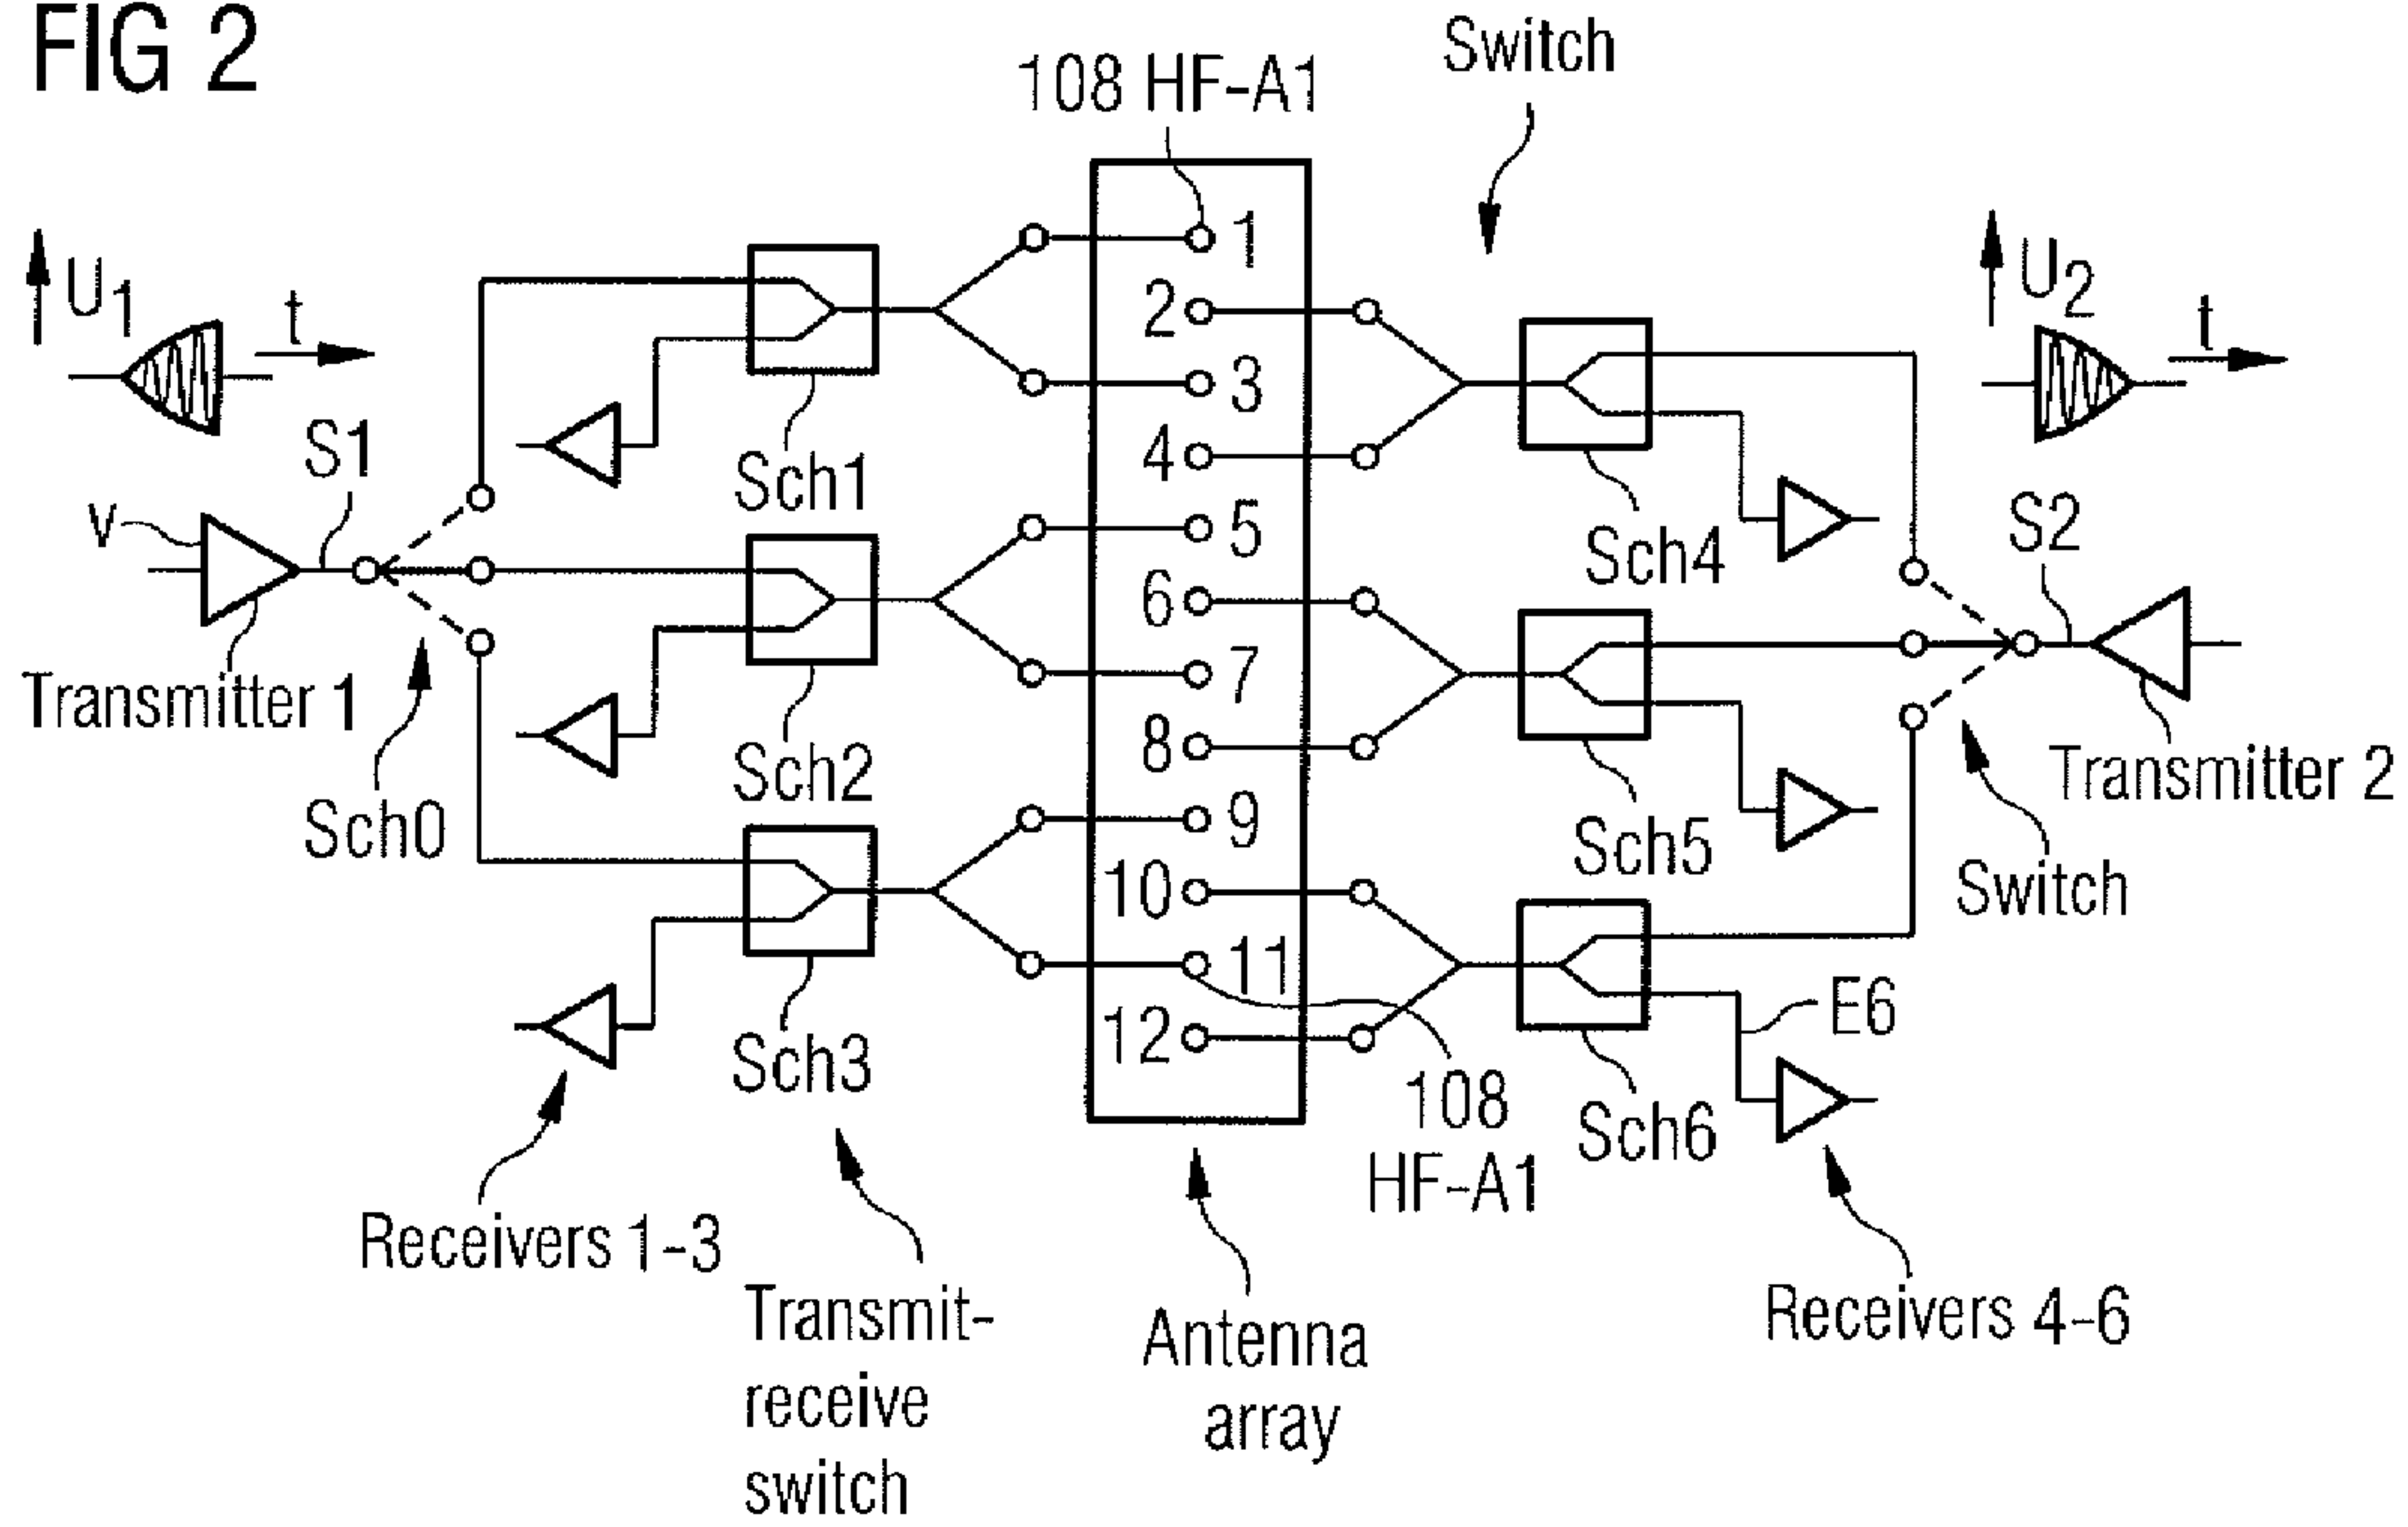 FIG 2
108 HF-A1
Switch
U1
t
U2
t
1
2
3
4
5
6
7
8
9
10
11
12
S1
v
Sch1
Sch4
S2
Transmitter 1
Sch2
Sch0
Sch5
Transmitter 2
Switch
Sch3
E6
108
HF-A1
Sch6
Receivers 1-3
Transmit-
receive
switch
Antenna
array
Receivers 4-6